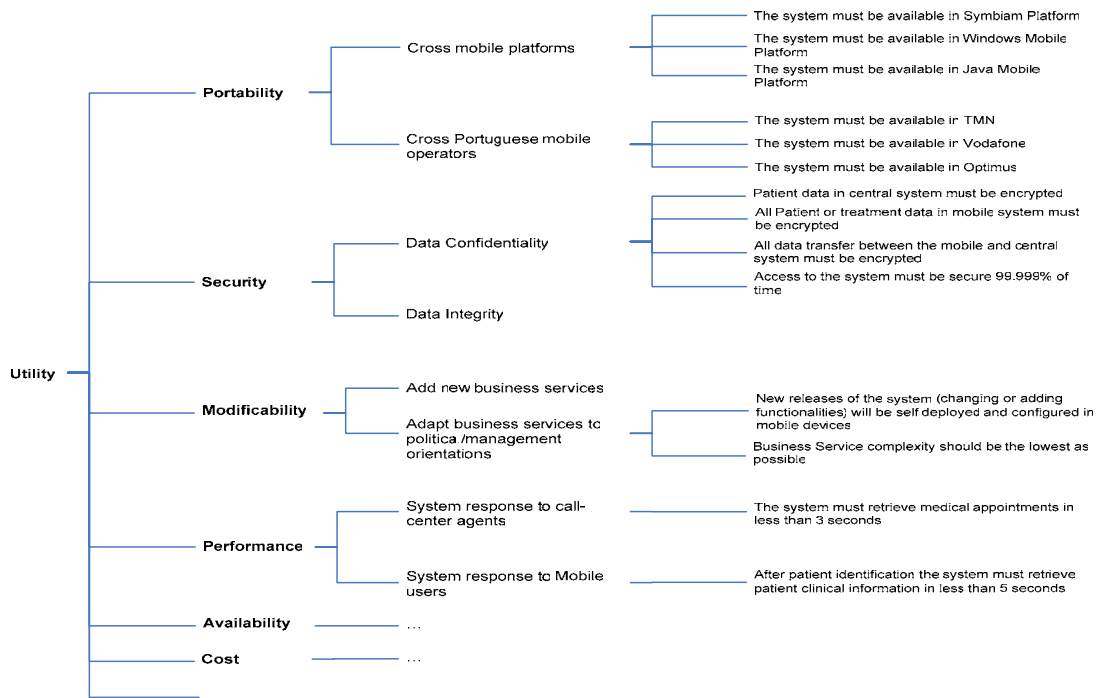 Utility
Portability
Cross mobile platforms
The system must be available in Symbiam Platform
The system must be available in Windows Mobile
Platform
The system must be available in Java Mobile
Platform
Cross Portuguese mobile
operators
The system must be available in TMN
The system must be available in Vodafone
The system must be available in Optimus
Security
Data Confidentiality
Patient data in central system must be encrypted
All Patient or treatment data in mobile system must
be encrypted
All data transfer between the mobile and central
system must be encrypted
Access to the system must be secure 99.999% of
time
Data Integrity
Modificability
Add new business services
Adapt business services to
political/management
orientations
New releases of the system (changing or adding
functionalities) will be self deployed and configured in
mobile devices
Business Service complexity should be the lowest as
possible
Performance
System response to call-
center agents
The system must retrieve medical appointments in
less than 3 seconds
System response to Mobile
users
After patient identification the system must retrieve
patient clinical information in less than 5 seconds
Availability
...
Cost
...